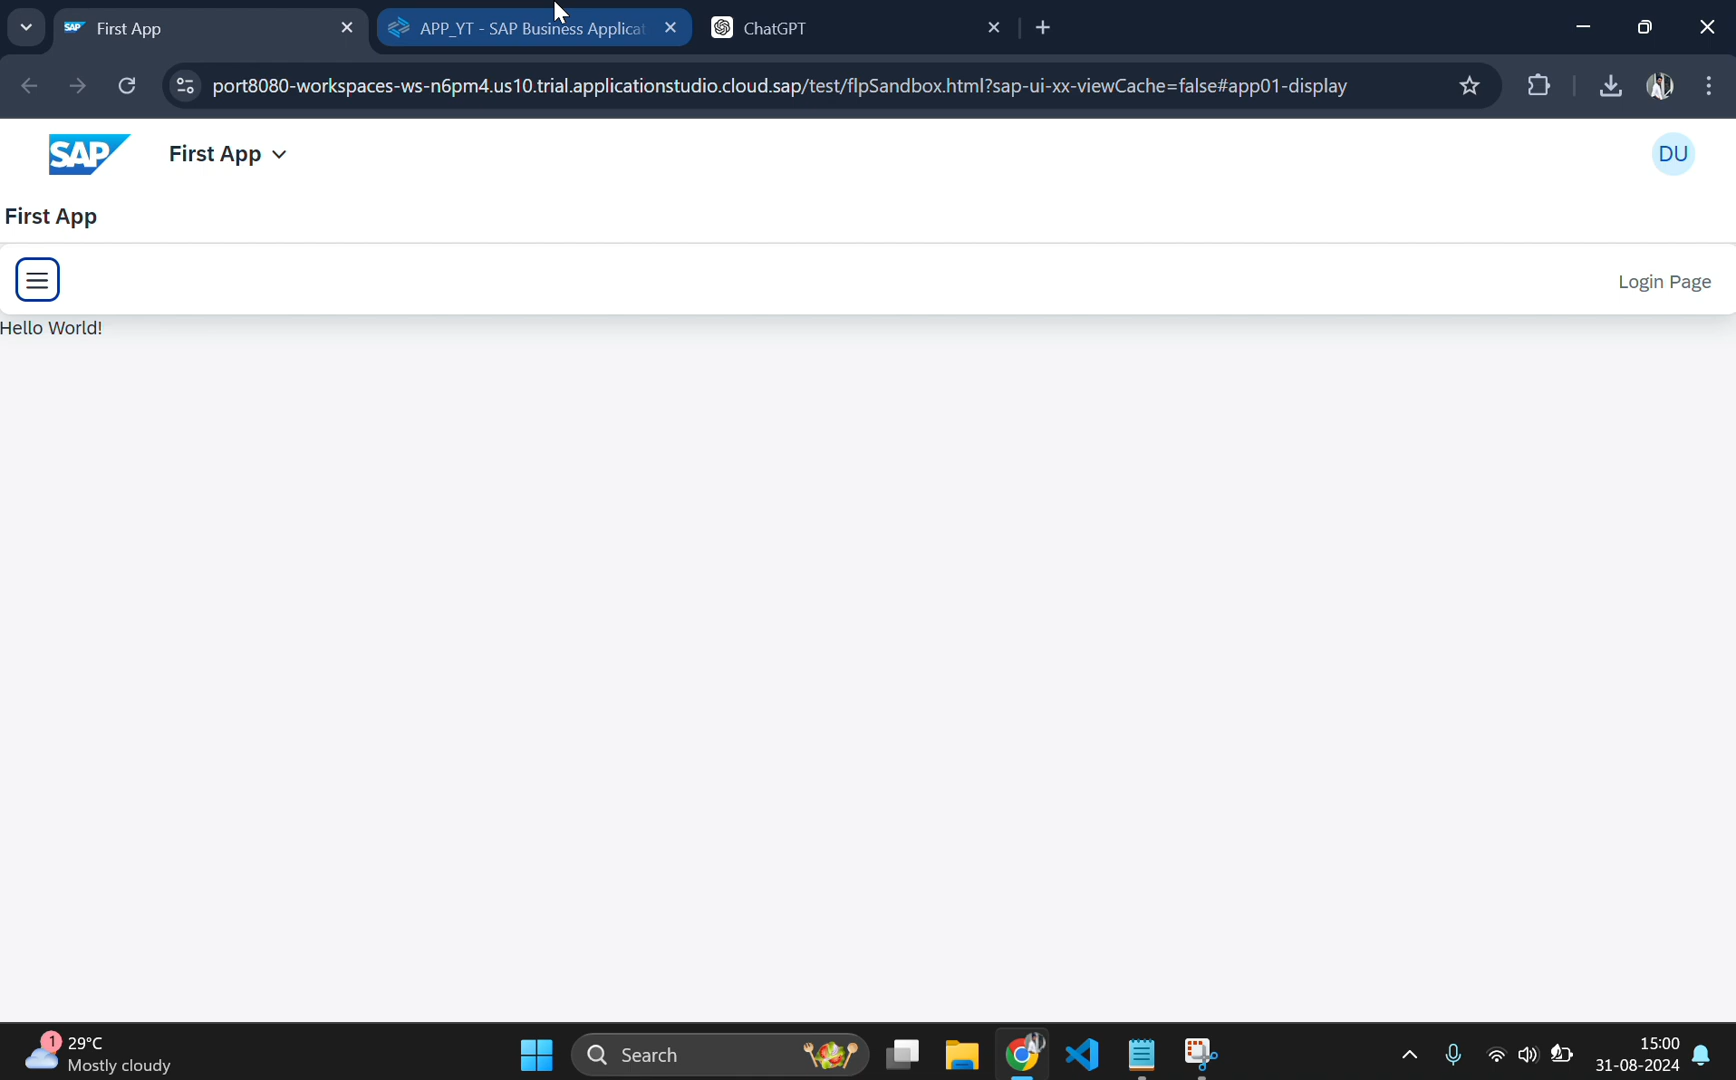 First App
APP_YT - SAP Business Applicat
ChatGPT
port8080-workspaces-ws-n6pm4.us10.trial.applicationstudio.cloud.sap/test/flpSandbox.html?sap-ui-xx-viewCache=false#app01-display
SAP First App DU
First App
Login Page
Hello World!
1 29°C
Mostly cloudy
Search
15:00
31-08-2024